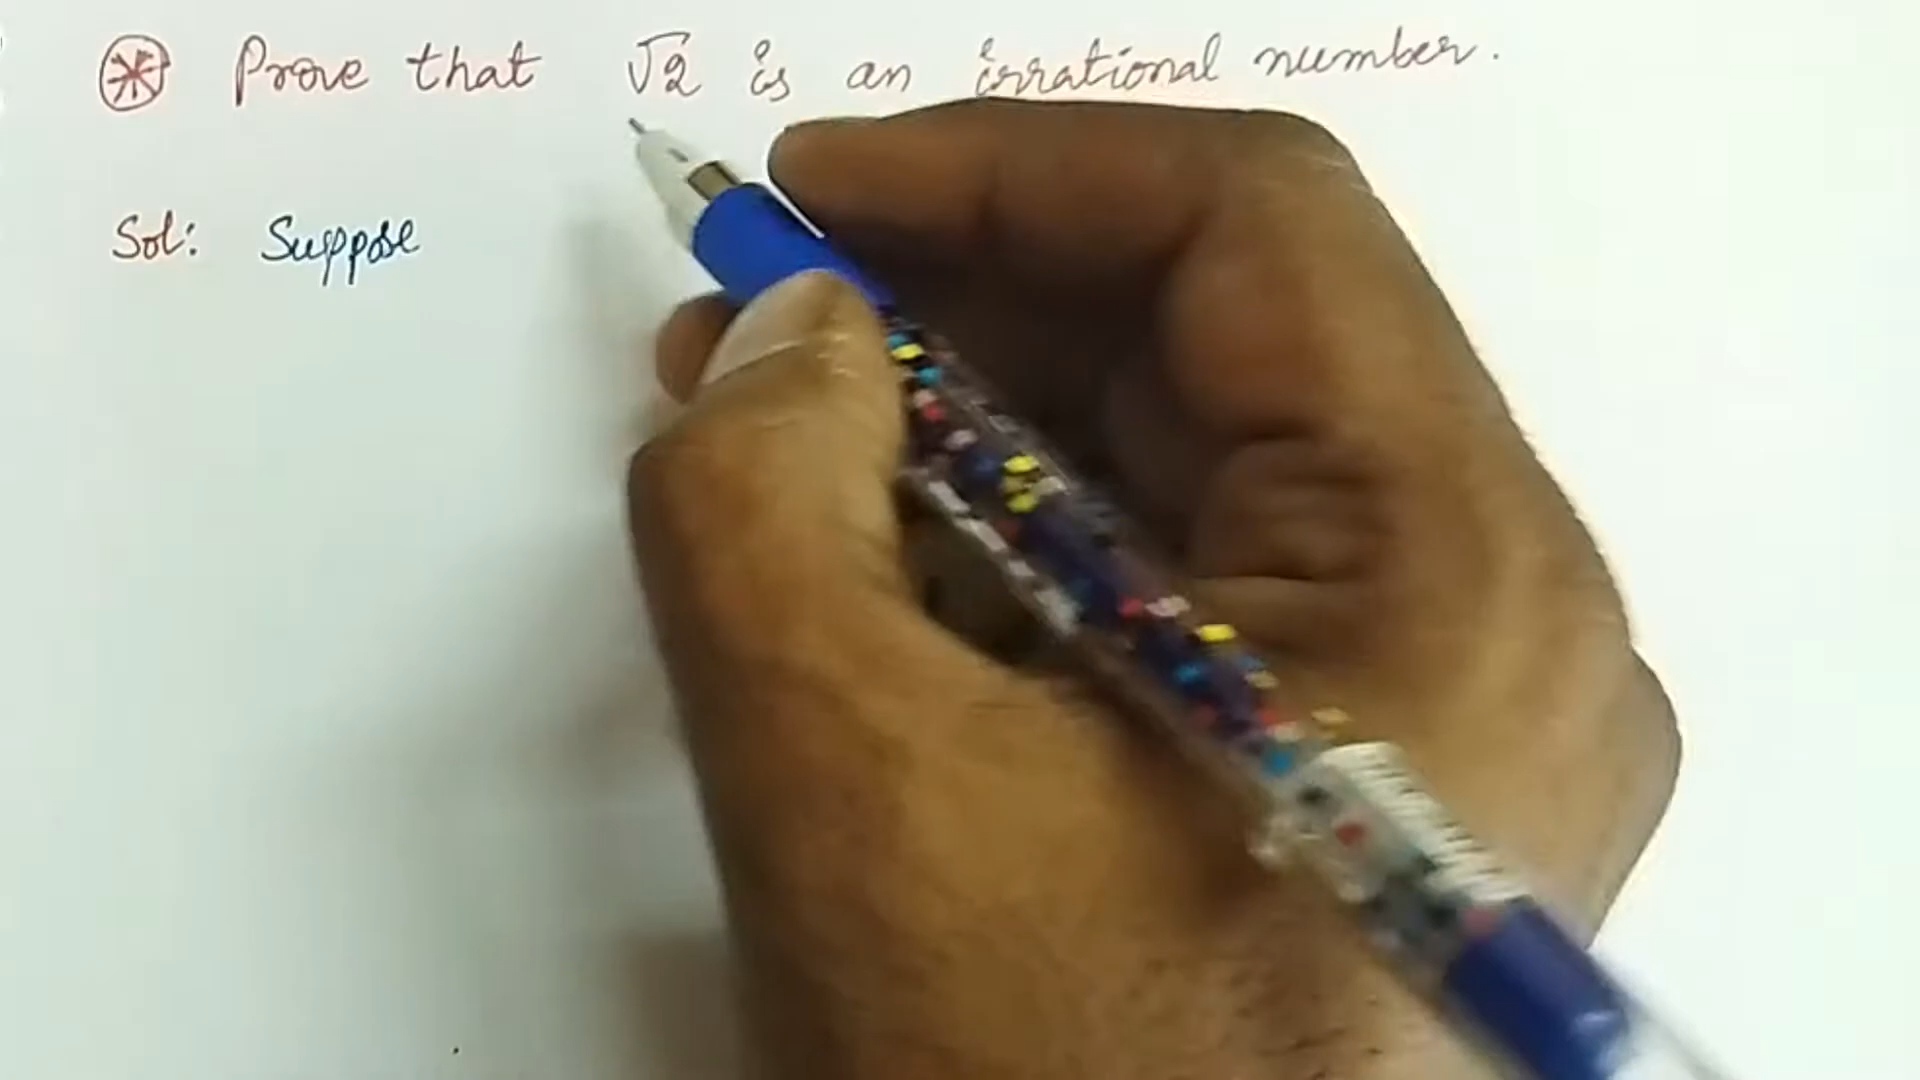 Prove that √2 is an irrational number.
Sol: Suppose